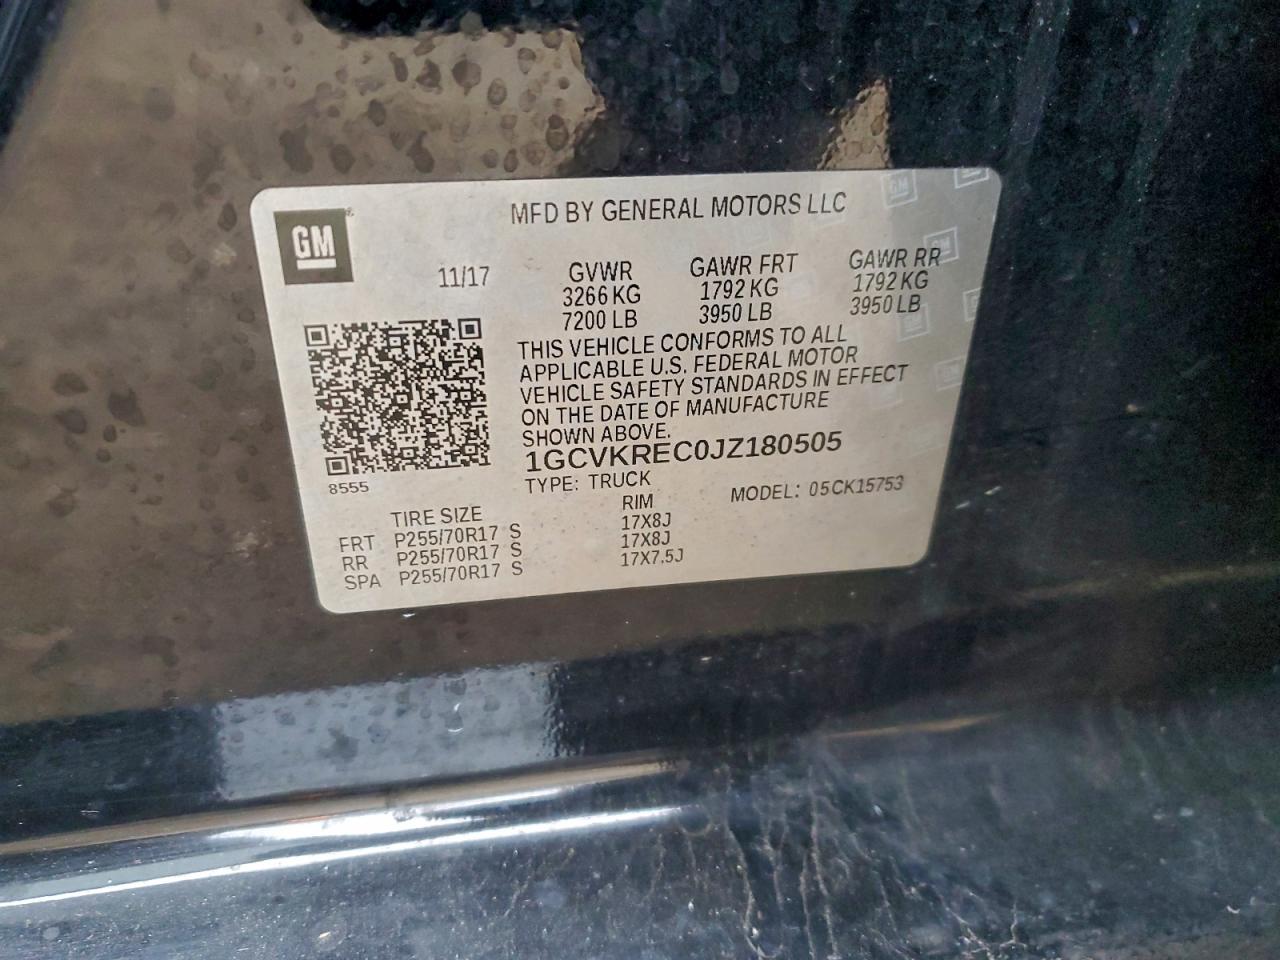 GM
MFD BY GENERAL MOTORS LLC
11/17
GVWR
3266 KG
7200 LB
GAWR FRT
1792 KG
3950 LB
GAWR RR
1792 KG
3950 LB
THIS VEHICLE CONFORMS TO ALL
APPLICABLE U.S. FEDERAL MOTOR
VEHICLE SAFETY STANDARDS IN EFFECT
ON THE DATE OF MANUFACTURE
SHOWN ABOVE.
1GCVKREC0JZ180505
8555
TYPE: TRUCK
MODEL: 05CK15753
TIRE SIZE RIM
FRT P255/70R17 S 17X8J
RR P255/70R17 S 17X8J
SPA P255/70R17 S 17X7.5J